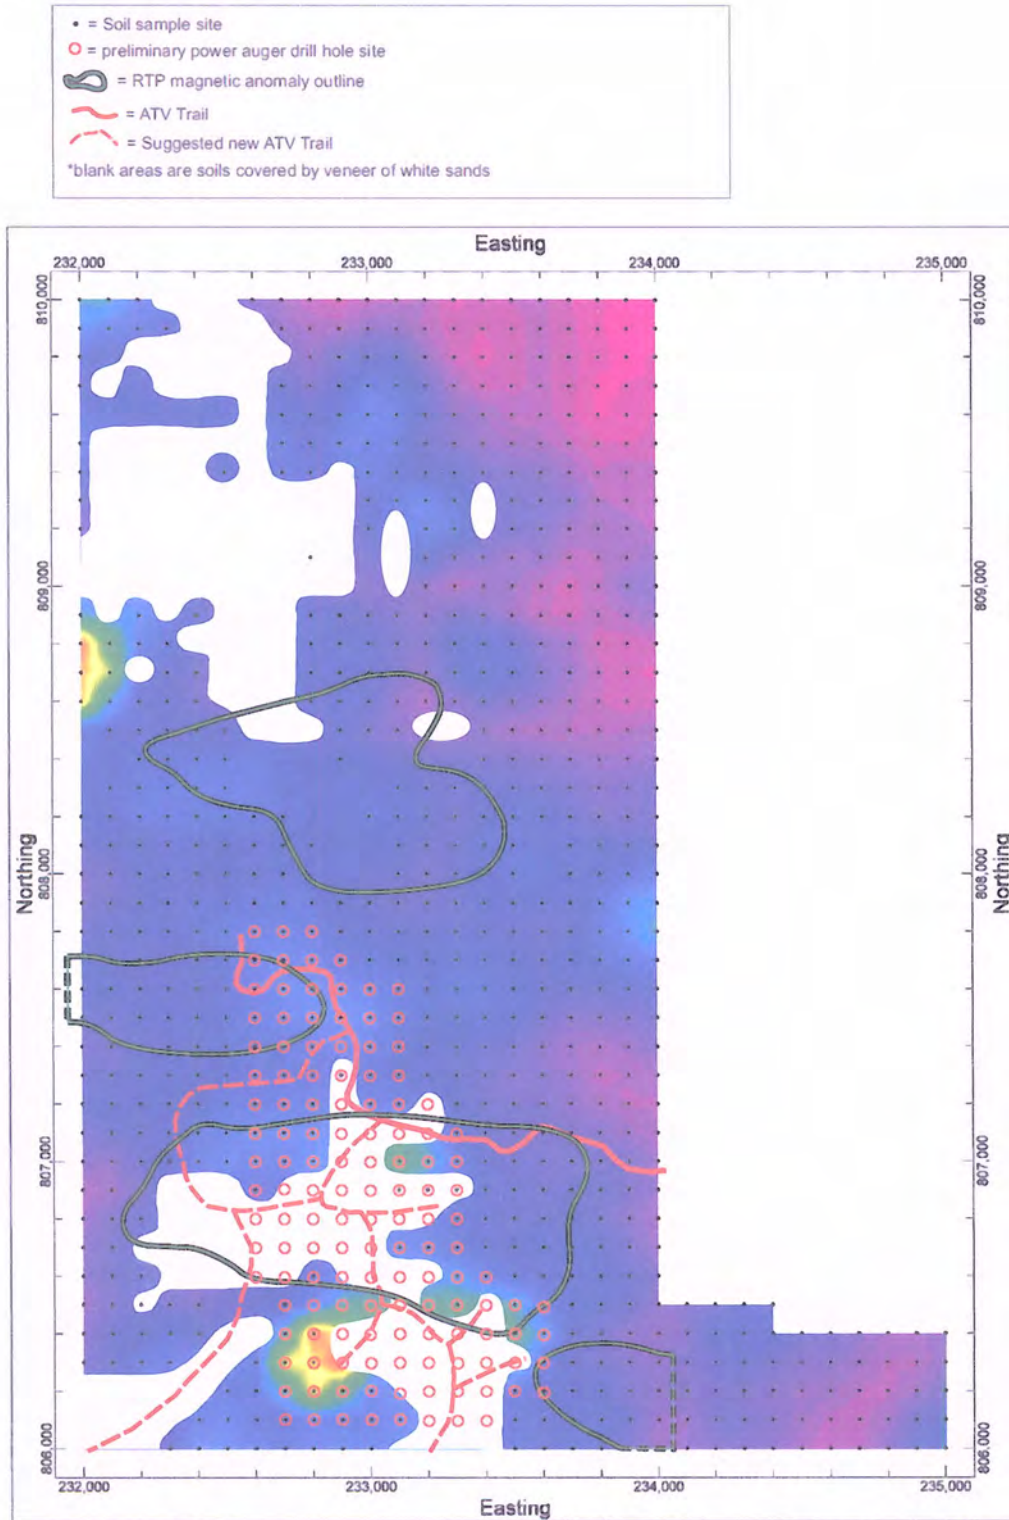 • = Soil sample site
O = preliminary power auger drill hole site
= RTP magnetic anomaly outline
= ATV Trail
= Suggested new ATV Trail
*blank areas are soils covered by veneer of white sands
Easting
232,000 233,000 234,000 235,000
810,000 810,000
809,000 809,000
Northing Northing
808,000 808,000
807,000 807,000
806,000 806,000
232,000 233,000 234,000 235,000
Easting